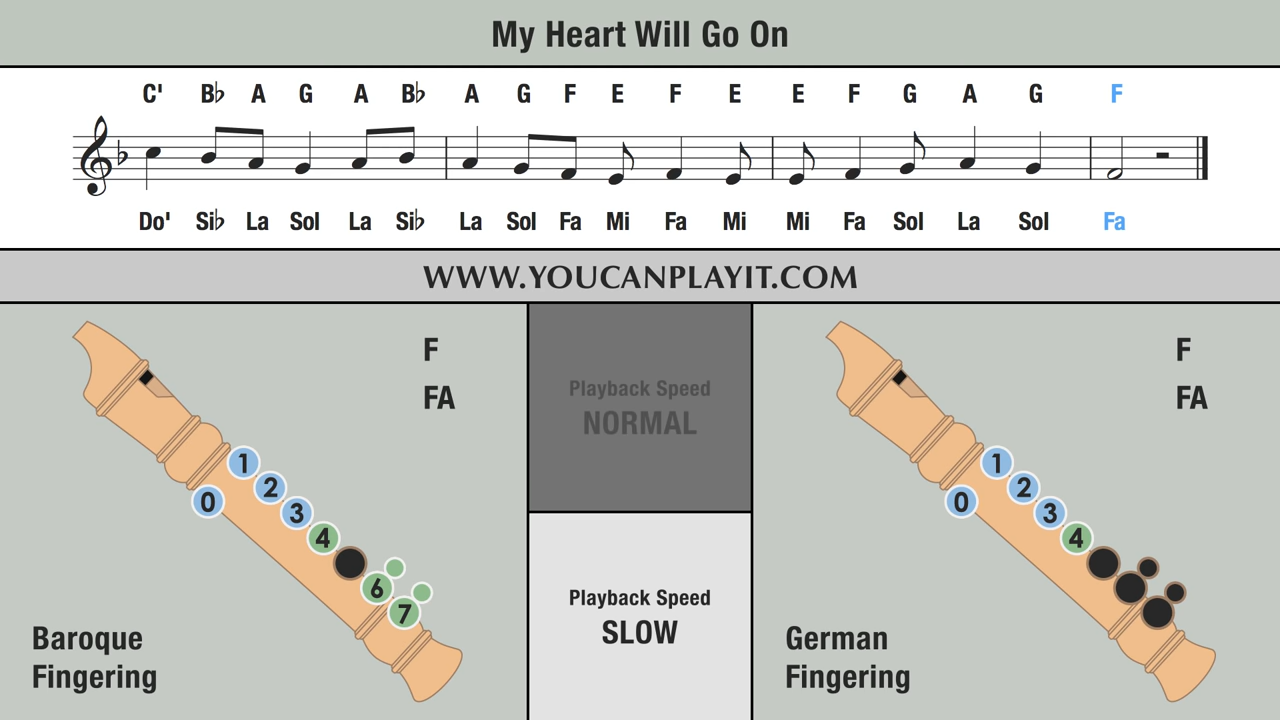 My Heart Will Go On
C' B♭ A G A B♭ A G F E F E E F G A G F
Do' Si♭ La Sol La Si♭ La Sol Fa Mi Fa Mi Mi Fa Sol La Sol Fa
WWW.YOUCANPLAYIT.COM
F
FA
0 1 2 3 4 6 7
Baroque
Fingering
Playback Speed
NORMAL
Playback Speed
SLOW
F
FA
0 1 2 3 4
German
Fingering